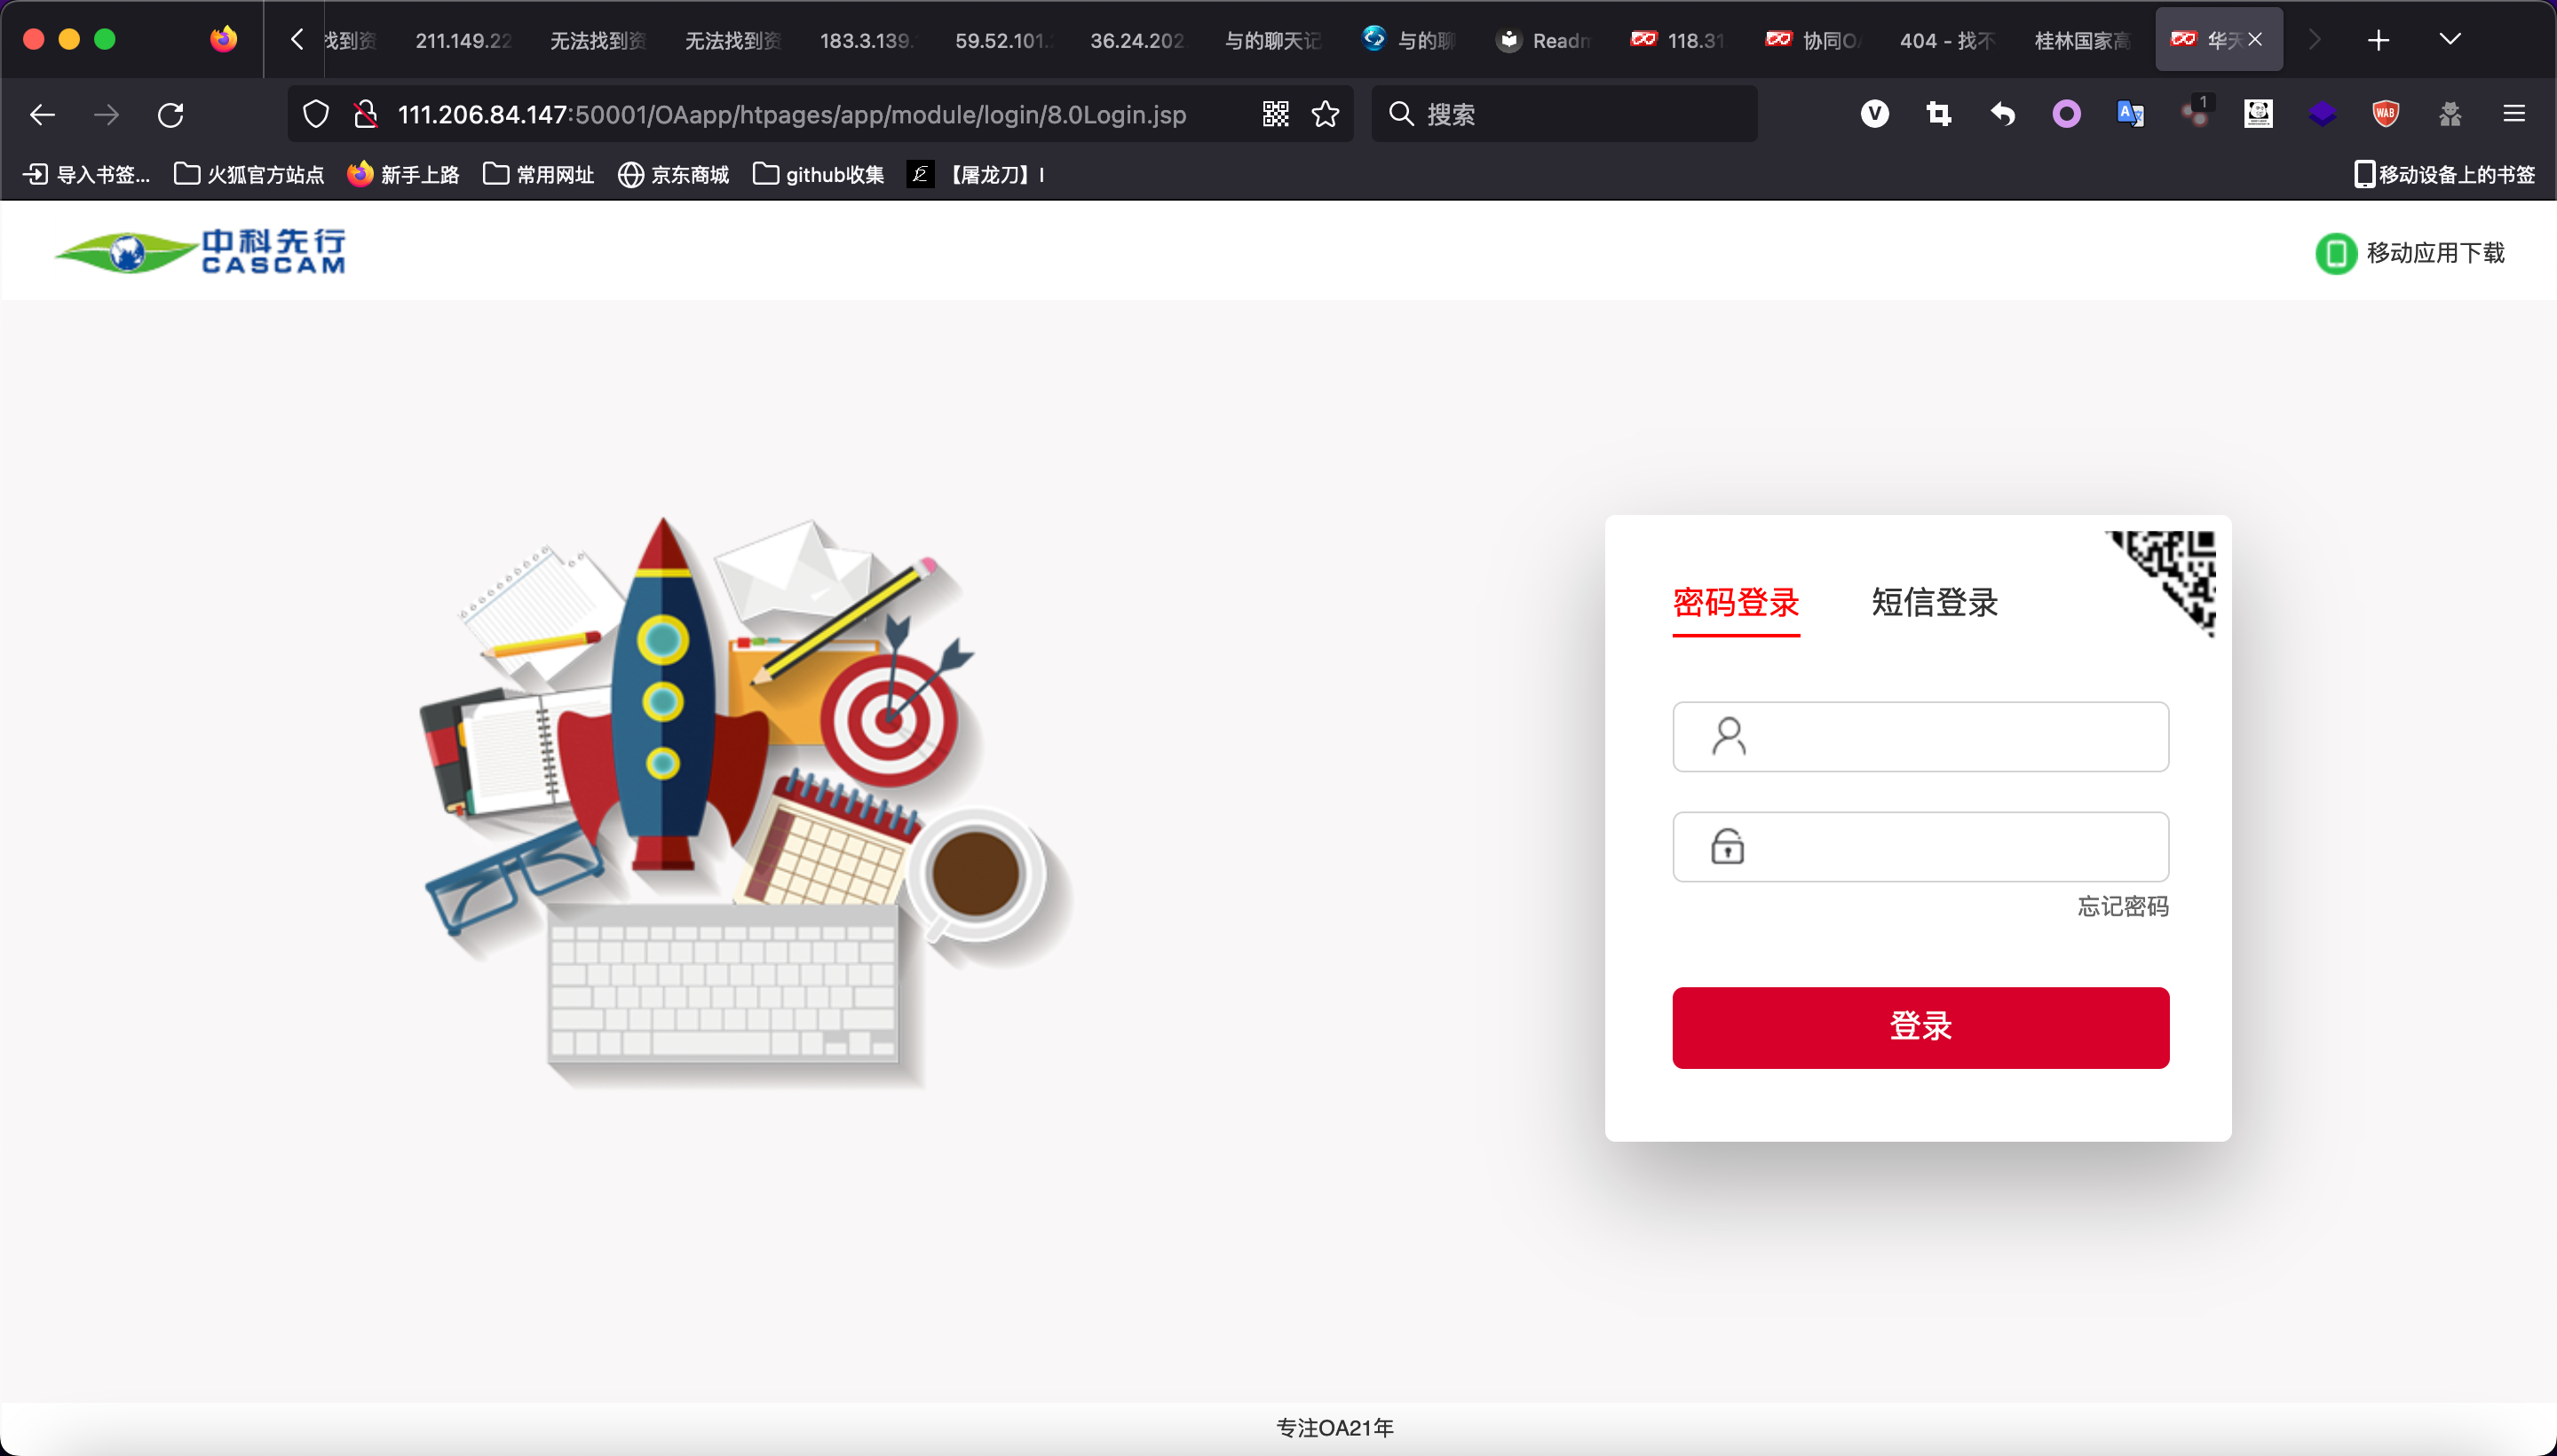 找到资 211.149.22 无法找到资 无法找到资 183.3.139. 59.52.101. 36.24.202 与的聊天记 与的聊 Readm 118.31 协同OA 404 - 找不 桂林国家高 华天
111.206.84.147:50001/OAapp/htpages/app/module/login/8.0Login.jsp 搜索 V 1 WAB
导入书签... 火狐官方站点 新手上路 常用网址 京东商城 github收集 【屠龙刀】I 移动设备上的书签
中科先行
CASCAM
移动应用下载
密码登录 短信登录
忘记密码
登录
专注OA21年